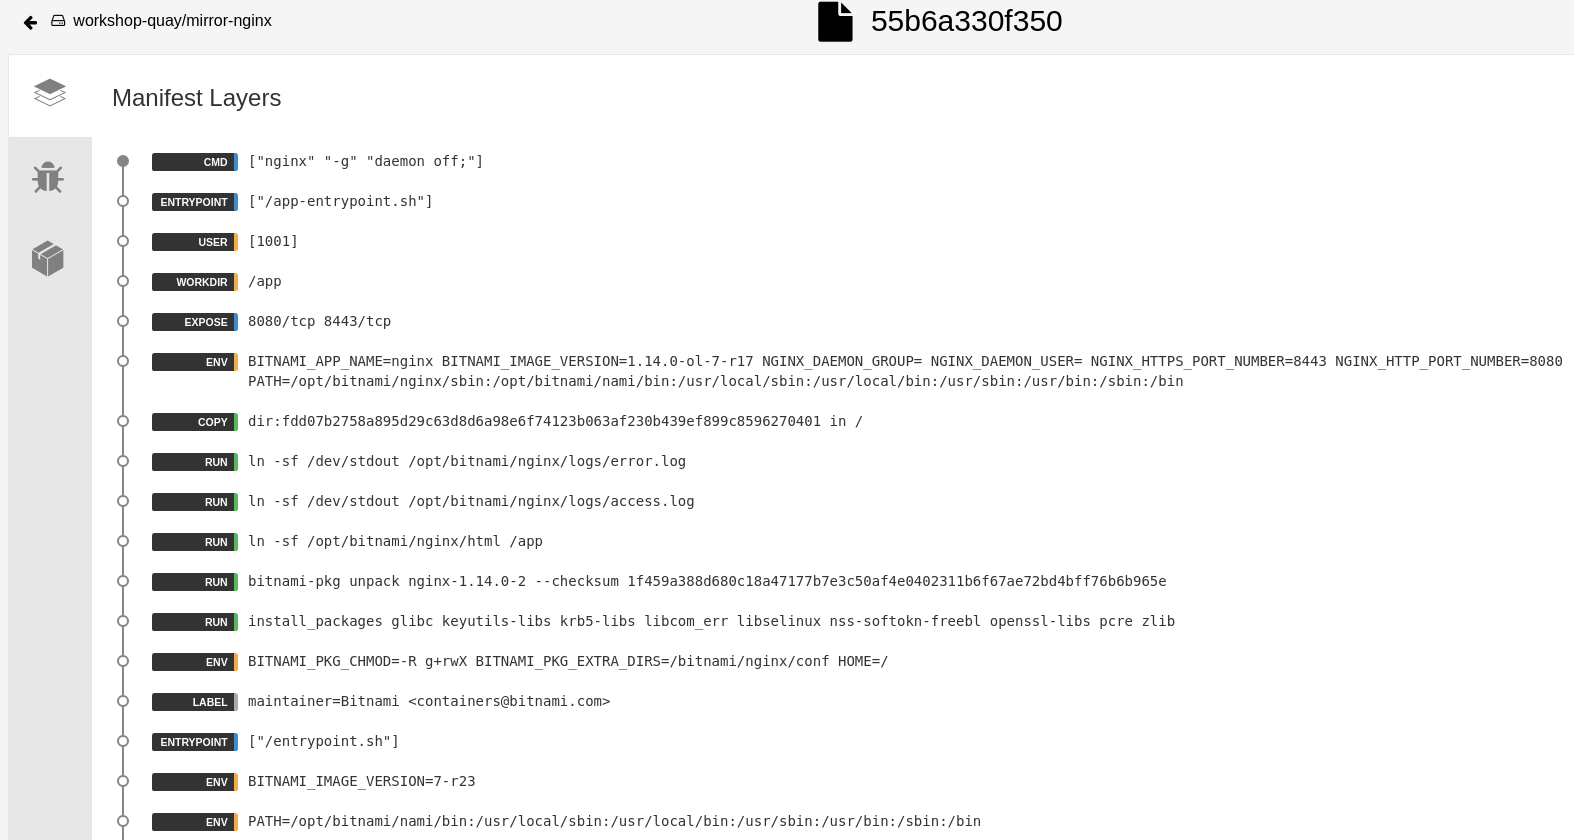 workshop-quay/mirror-nginx
55b6a330f350
Manifest Layers
CMD ["nginx" "-g" "daemon off;"]
ENTRYPOINT ["/app-entrypoint.sh"]
USER [1001]
WORKDIR /app
EXPOSE 8080/tcp 8443/tcp
ENV BITNAMI_APP_NAME=nginx BITNAMI_IMAGE_VERSION=1.14.0-ol-7-r17 NGINX_DAEMON_GROUP= NGINX_DAEMON_USER= NGINX_HTTPS_PORT_NUMBER=8443 NGINX_HTTP_PORT_NUMBER=8080
PATH=/opt/bitnami/nginx/sbin:/opt/bitnami/nami/bin:/usr/local/sbin:/usr/local/bin:/usr/sbin:/usr/bin:/sbin:/bin
COPY dir:fdd07b2758a895d29c63d8d6a98e6f74123b063af230b439ef899c8596270401 in /
RUN ln -sf /dev/stdout /opt/bitnami/nginx/logs/error.log
RUN ln -sf /dev/stdout /opt/bitnami/nginx/logs/access.log
RUN ln -sf /opt/bitnami/nginx/html /app
RUN bitnami-pkg unpack nginx-1.14.0-2 --checksum 1f459a388d680c18a47177b7e3c50af4e0402311b6f67ae72bd4bff76b6b965e
RUN install_packages glibc keyutils-libs krb5-libs libcom_err libselinux nss-softokn-freebl openssl-libs pcre zlib
ENV BITNAMI_PKG_CHMOD=-R g+rwX BITNAMI_PKG_EXTRA_DIRS=/bitnami/nginx/conf HOME=/
LABEL maintainer=Bitnami <containers@bitnami.com>
ENTRYPOINT ["/entrypoint.sh"]
ENV BITNAMI_IMAGE_VERSION=7-r23
ENV PATH=/opt/bitnami/nami/bin:/usr/local/sbin:/usr/local/bin:/usr/sbin:/usr/bin:/sbin:/bin